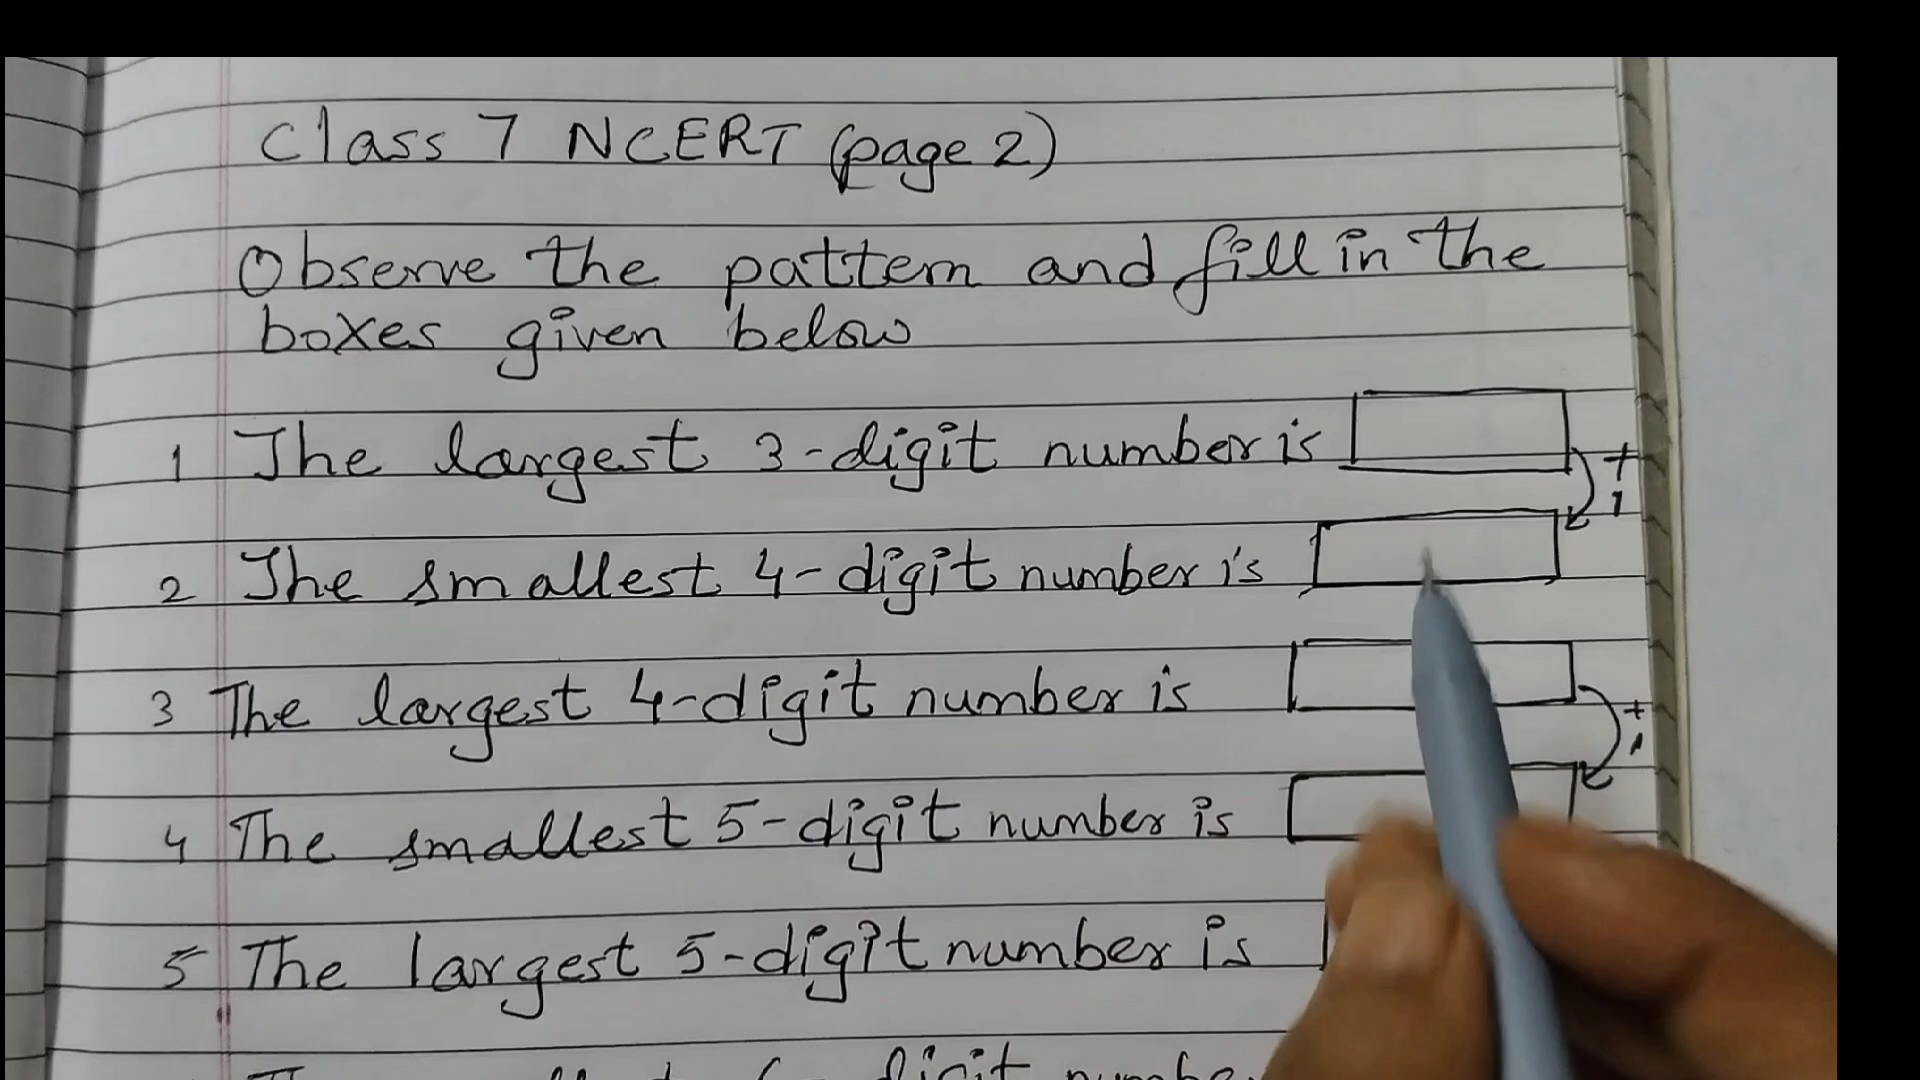 Class 7 NCERT (page 2)
Observe the pattern and fill in the
boxes given below
1 The largest 3-digit number is
+
1
2 The smallest 4-digit number is
3 The largest 4-digit number is
+
1
4 The smallest 5-digit number is
5 The largest 5-digit number is
digit